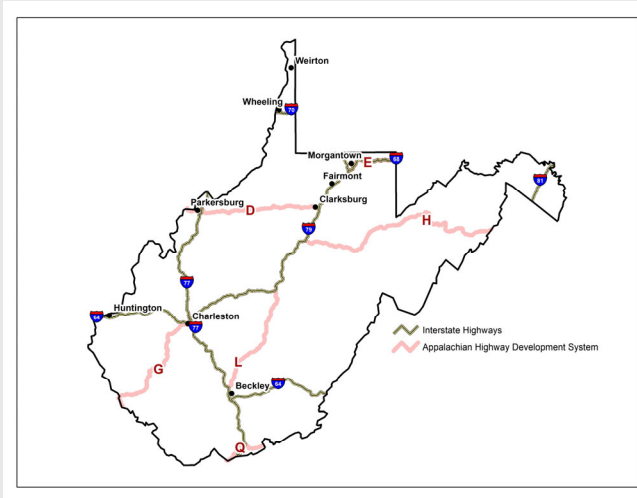 Weirton
Wheeling
70
Morgantown
E
68
Fairmont
81
Parkersburg
D
Clarksburg
79
H
77
64
Huntington
Charleston
77
Interstate Highways
Appalachian Highway Development System
G
L
Beckley
64
Q